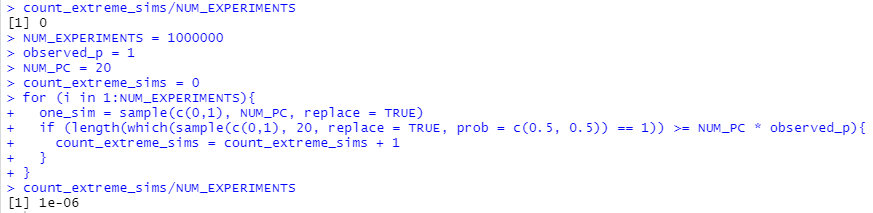 > count_extreme_sims/NUM_EXPERIMENTS
[1] 0
> NUM_EXPERIMENTS = 1000000
> observed_p = 1
> NUM_PC = 20
> count_extreme_sims = 0
> for (i in 1:NUM_EXPERIMENTS){
+   one_sim = sample(c(0,1), NUM_PC, replace = TRUE)
+   if (length(which(sample(c(0,1), 20, replace = TRUE, prob = c(0.5, 0.5)) == 1)) >= NUM_PC * observed_p){
+     count_extreme_sims = count_extreme_sims + 1
+   }
+ }
> count_extreme_sims/NUM_EXPERIMENTS
[1] 1e-06